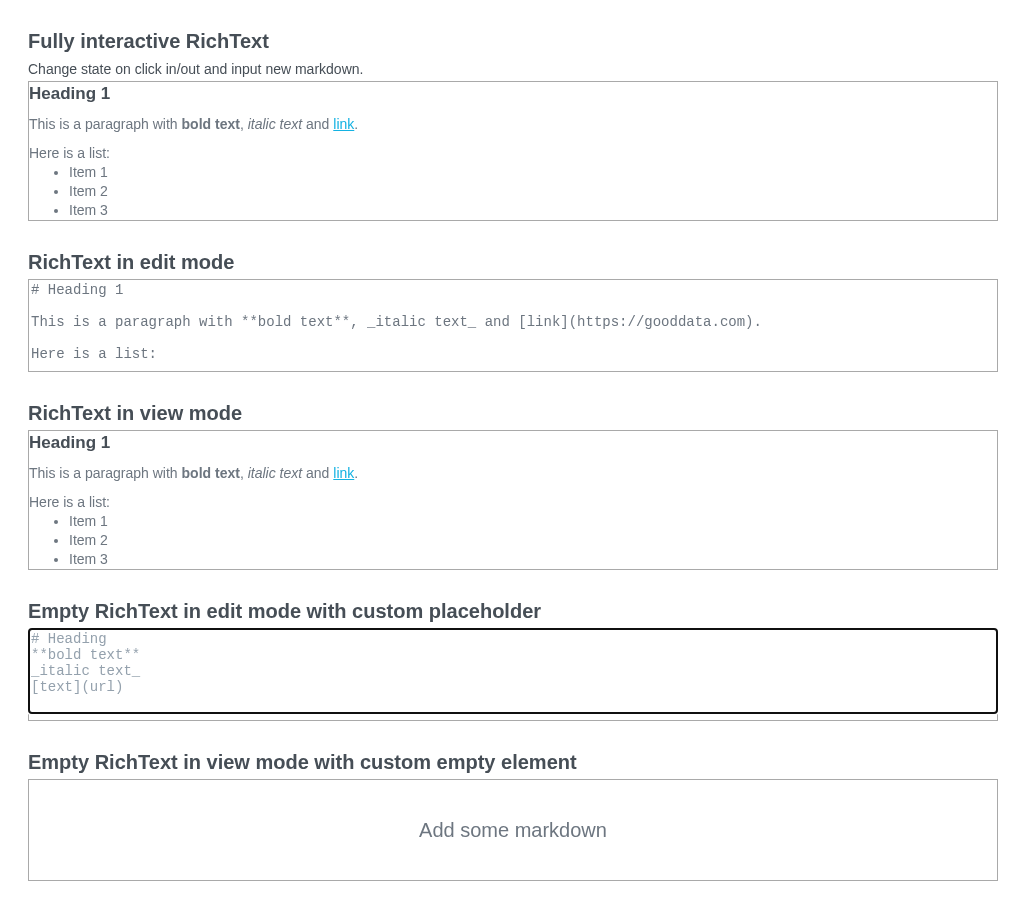 Fully interactive RichText
Change state on click in/out and input new markdown.
Heading 1
This is a paragraph with bold text, italic text and link.
Here is a list:
• Item 1
• Item 2
• Item 3
RichText in edit mode
# Heading 1
This is a paragraph with **bold text**, _italic text_ and [link](https://gooddata.com).
Here is a list:
RichText in view mode
Heading 1
This is a paragraph with bold text, italic text and link.
Here is a list:
• Item 1
• Item 2
• Item 3
Empty RichText in edit mode with custom placeholder
# Heading
**bold text**
_italic text_
[text](url)
Empty RichText in view mode with custom empty element
Add some markdown